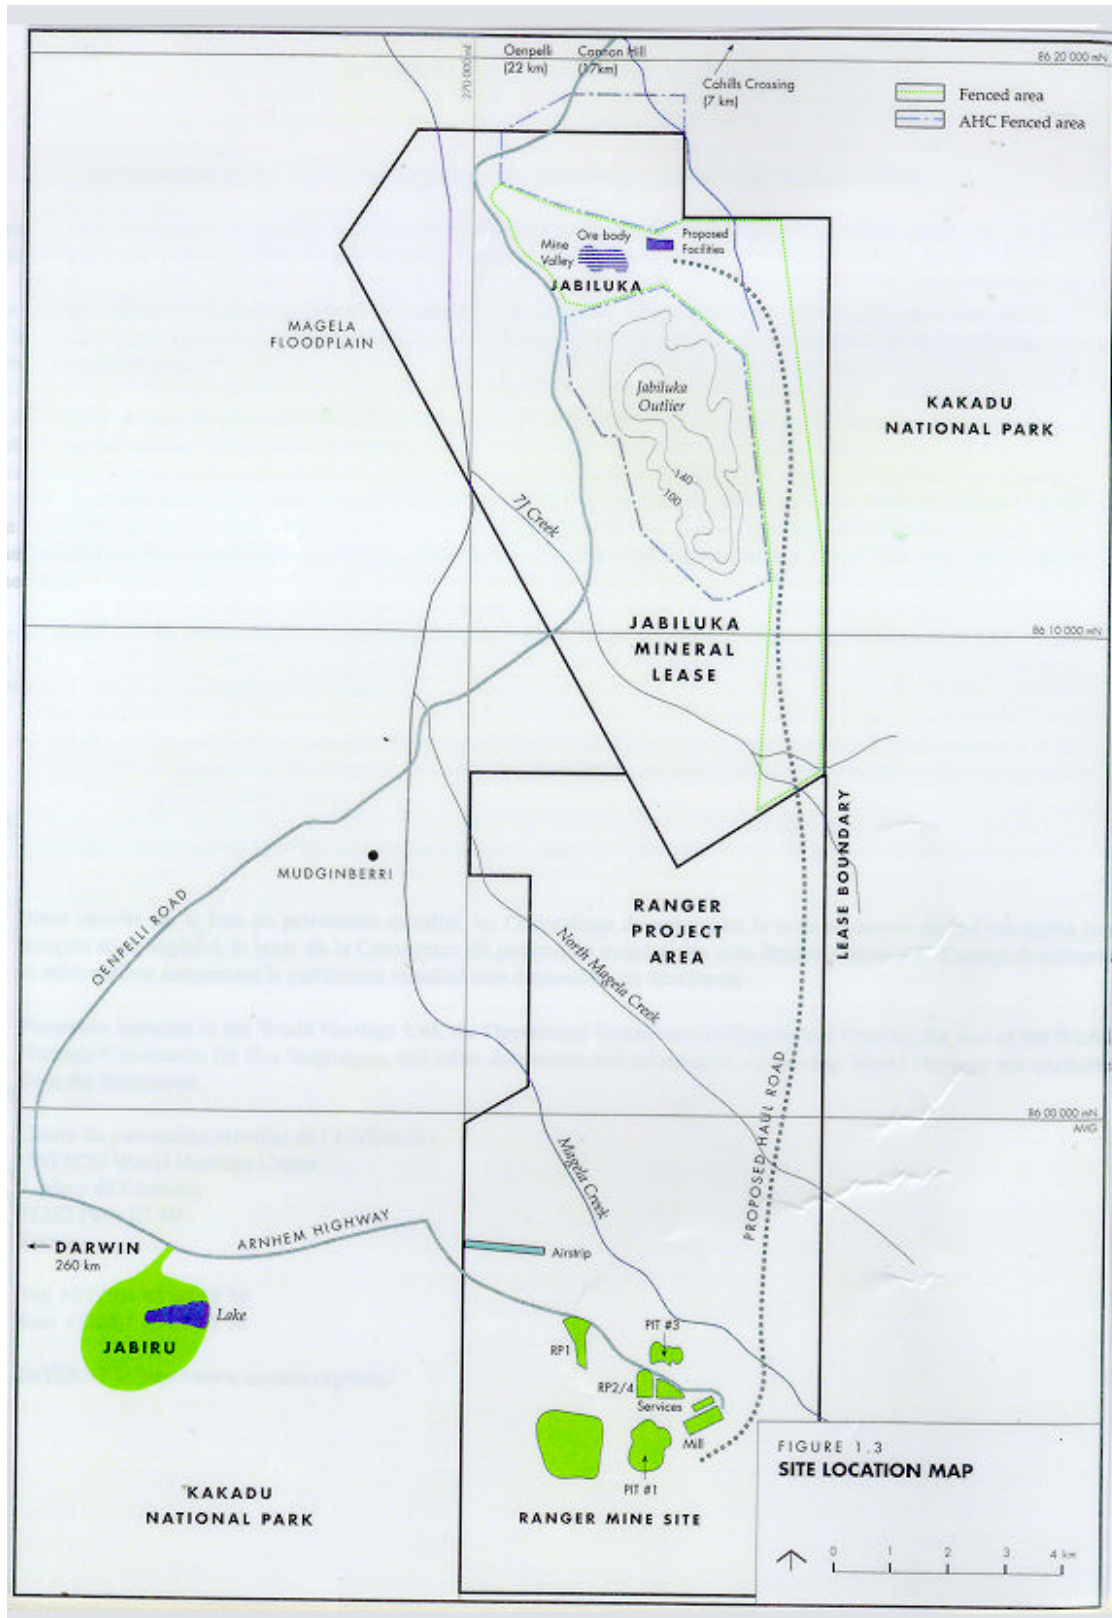 270 000 mE
Oenpelli
(22 km)
Cannon Hill
(17km)
Cahills Crossing
(7 km)
86 20 000 mN
Fenced area
AHC Fenced area
Ore body
Mine
Valley
Proposed
Facilities
JABILUKA
MAGELA
FLOODPLAIN
Jabiluka
Outlier
KAKADU
NATIONAL PARK
140
100
7J Creek
JABILUKA
MINERAL
LEASE
86 10 000 mN
LEASE BOUNDARY
MUDGINBERRI
OENPELLI ROAD
RANGER
PROJECT
AREA
North Magela Creek
PROPOSED HAUL ROAD
86 00 000 mN
AMG
Magela Creek
ARNHEM HIGHWAY
DARWIN
260 km
Airstrip
Lake
JABIRU
RP1
PIT #3
RP2/4
Services
Mill
PIT #1
KAKADU
NATIONAL PARK
RANGER MINE SITE
FIGURE 1.3
SITE LOCATION MAP
0 1 2 3 4 km